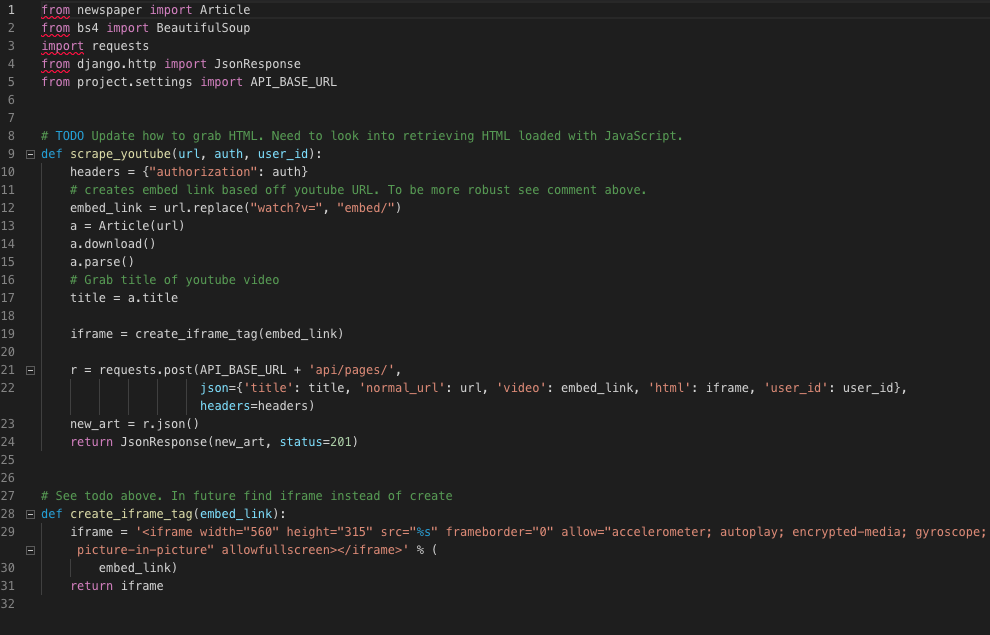 1 from newspaper import Article
2 from bs4 import BeautifulSoup
3 import requests
4 from django.http import JsonResponse
5 from project.settings import API_BASE_URL
6
7
8 # TODO Update how to grab HTML. Need to look into retrieving HTML loaded with JavaScript.
9 def scrape_youtube(url, auth, user_id):
10     headers = {"authorization": auth}
11     # creates embed link based off youtube URL. To be more robust see comment above.
12     embed_link = url.replace("watch?v=", "embed/")
13     a = Article(url)
14     a.download()
15     a.parse()
16     # Grab title of youtube video
17     title = a.title
18
19     iframe = create_iframe_tag(embed_link)
20
21     r = requests.post(API_BASE_URL + 'api/pages/',
22                       json={'title': title, 'normal_url': url, 'video': embed_link, 'html': iframe, 'user_id': user_id},
                      headers=headers)
23     new_art = r.json()
24     return JsonResponse(new_art, status=201)
25
26
27 # See todo above. In future find iframe instead of create
28 def create_iframe_tag(embed_link):
29     iframe = '<iframe width="560" height="315" src="%s" frameborder="0" allow="accelerometer; autoplay; encrypted-media; gyroscope;
     picture-in-picture" allowfullscreen></iframe>' % (
30         embed_link)
31     return iframe
32